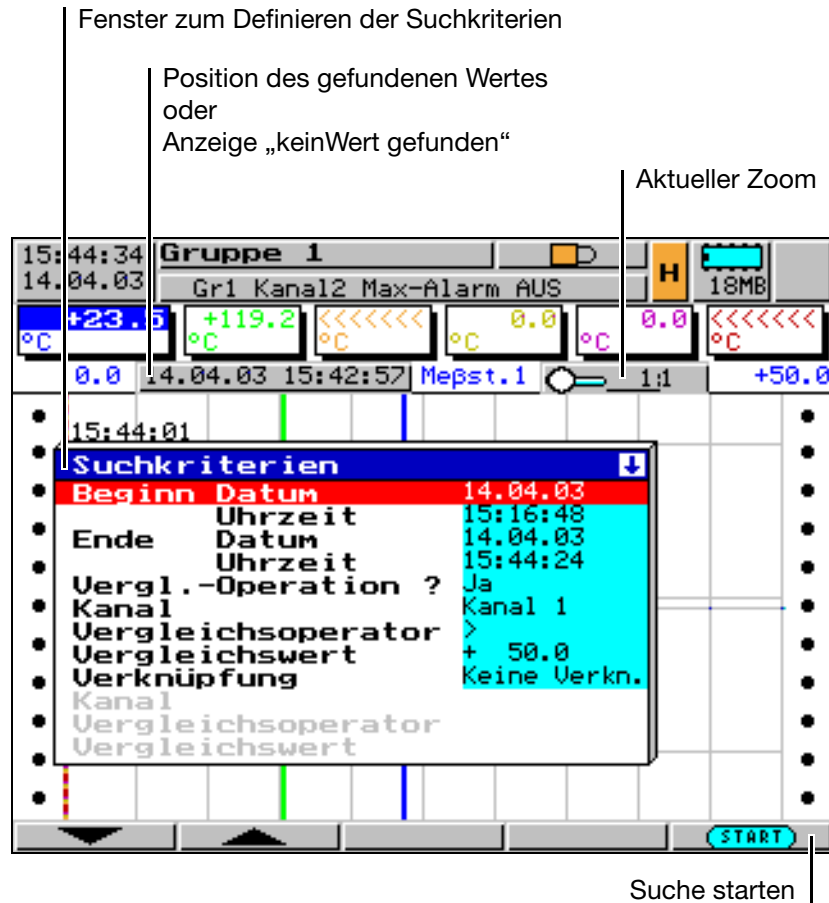 Fenster zum Definieren der Suchkriterien
Position des gefundenen Wertes
oder
Anzeige „keinWert gefunden“
Aktueller Zoom
15:44:34 Gruppe 1
14.04.03 Gr1 Kanal2 Max-Alarm AUS H 18MB
+23.5 +119.2 <<<<<<< 0.0 0.0 <<<<<<<
°C °C °C °C °C °C
0.0 14.04.03 15:42:57 Meßst.1 1:1 +50.0
15:44:01
Suchkriterien
Beginn Datum 14.04.03
Uhrzeit 15:16:48
Ende Datum 14.04.03
Uhrzeit 15:44:24
Vergl.-Operation ? Ja
Kanal Kanal 1
Vergleichsoperator >
Vergleichswert + 50.0
Verknüpfung Keine Verkn.
Kanal
Vergleichsoperator
Vergleichswert
START
Suche starten